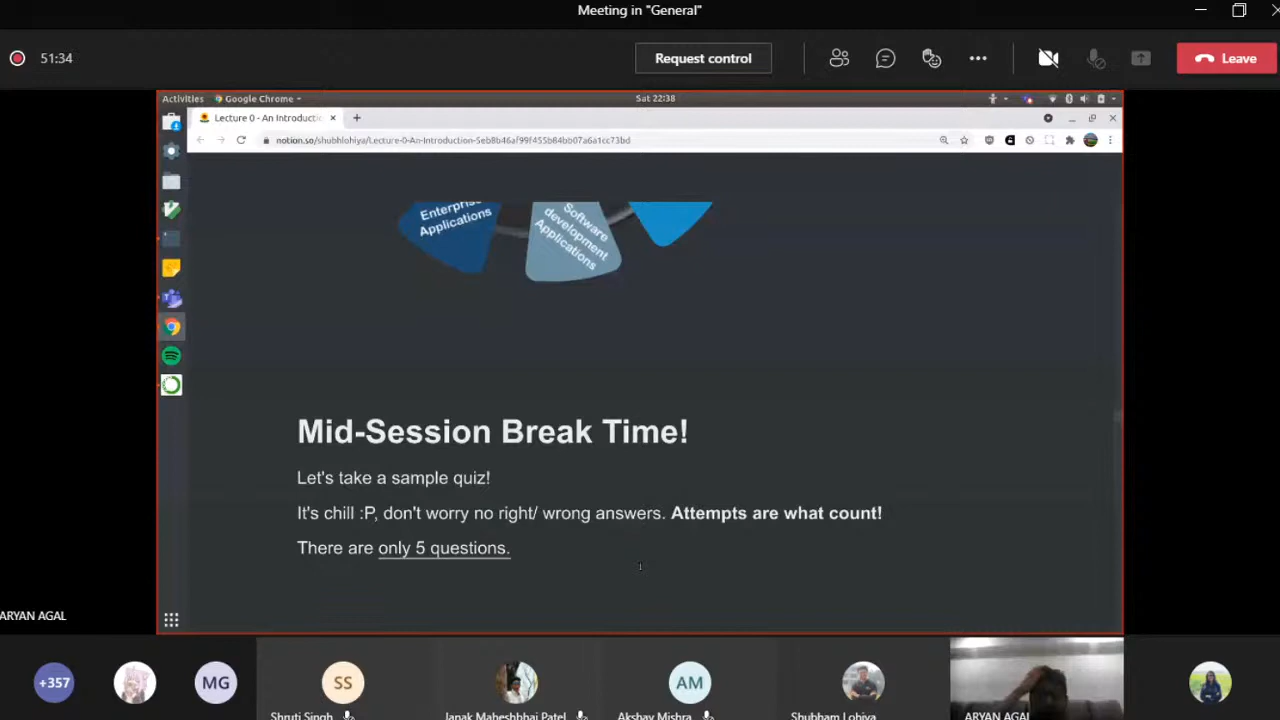 Meeting in "General"
51:34
Request control
Leave
Activities
Google Chrome
Sat 22:38
Lecture 0 - An Introductic
notion.so/shubhlohiya/Lecture-0-An-Introduction-5eb8b46af99f455b84bb07a6a1cc73bd
Enterprise
Applications
Software
development
Applications
Mid-Session Break Time!
Let's take a sample quiz!
It's chill :P, don't worry no right/ wrong answers. Attempts are what count!
There are only 5 questions.
ARYAN AGAL
+357
MG
SS
AM
Shruti Singh
Janak Maheshbhai Patel
Akshay Mishra
Shubham Lohiya
ARYAN AGAL